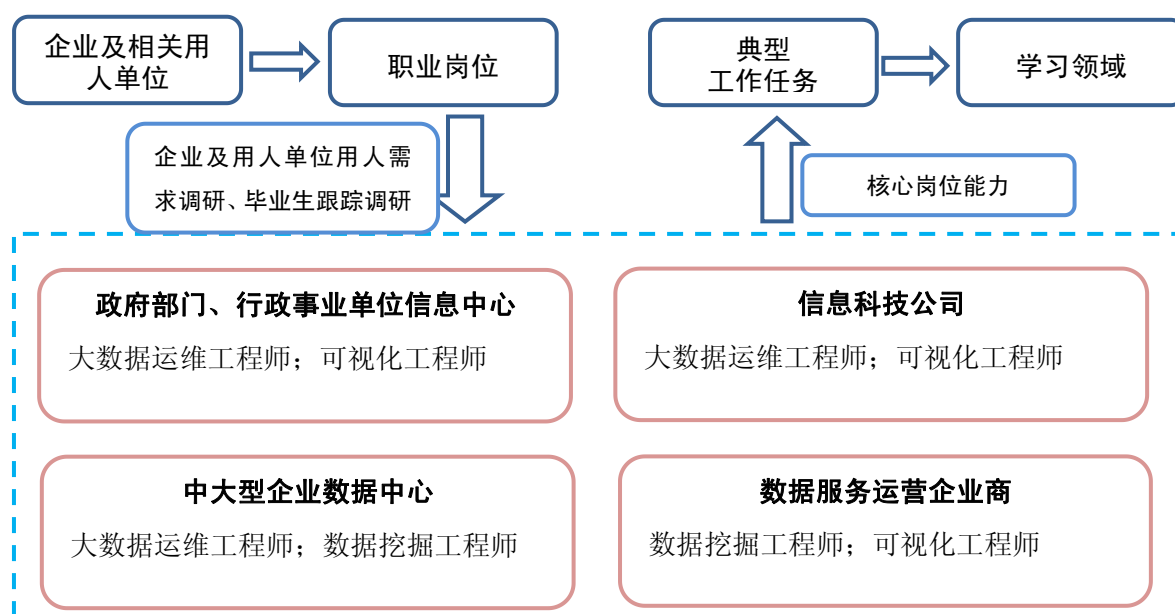 企业及相关用
人单位
职业岗位
典型
工作任务
学习领域
企业及用人单位用人需
求调研、毕业生跟踪调研
核心岗位能力
政府部门、行政事业单位信息中心
大数据运维工程师；可视化工程师
信息科技公司
大数据运维工程师；可视化工程师
中大型企业数据中心
大数据运维工程师；数据挖掘工程师
数据服务运营企业商
数据挖掘工程师；可视化工程师